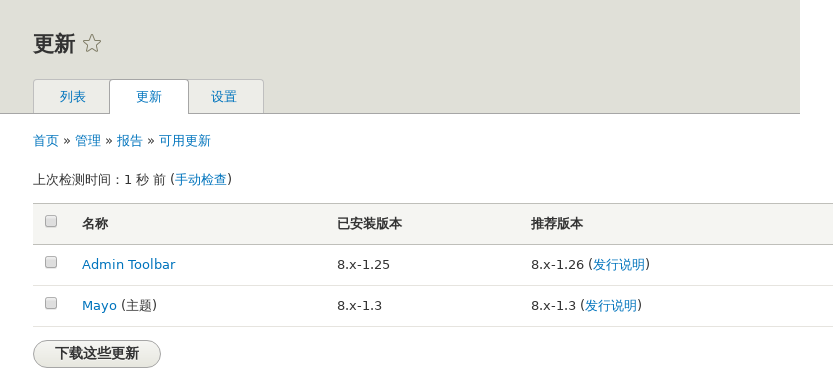 更新
列表 更新 设置
首页 » 管理 » 报告 » 可用更新
上次检测时间：1 秒 前 (手动检查)
名称 已安装版本 推荐版本
Admin Toolbar 8.x-1.25 8.x-1.26 (发行说明)
Mayo (主题) 8.x-1.3 8.x-1.3 (发行说明)
下载这些更新